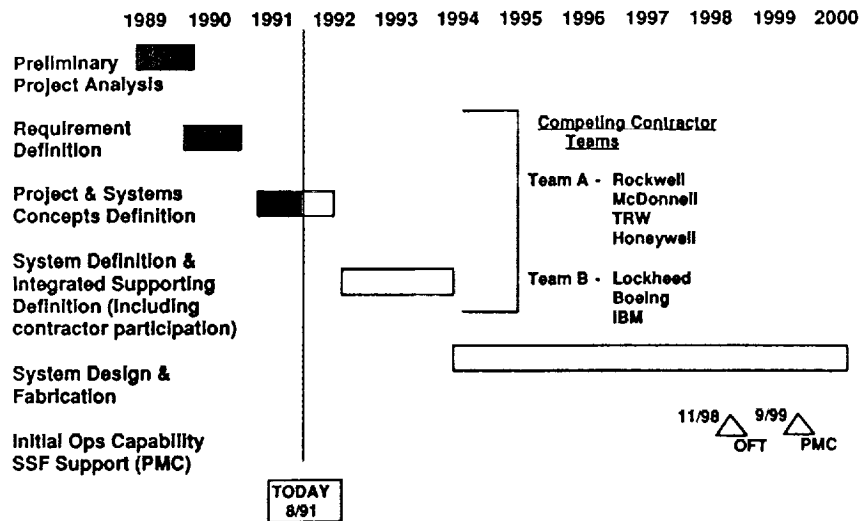 1989 1990 1991 1992 1993 1994 1995 1996 1997 1998 1999 2000
Preliminary
Project Analysis
Requirement
Definition
Project & Systems
Concepts Definition
System Definition &
Integrated Supporting
Definition (Including
contractor participation)
System Design &
Fabrication
Initial Ops Capability
SSF Support (PMC)
Competing Contractor
Teams
Team A - Rockwell
McDonnell
TRW
Honeywell
Team B - Lockheed
Boeing
IBM
11/98
OFT
9/99
PMC
TODAY
8/91